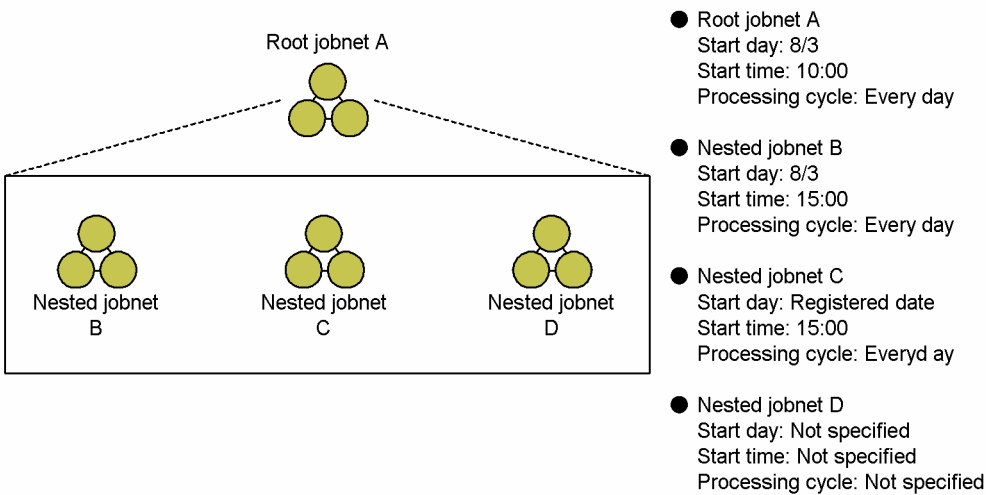 Root jobnet A
Nested jobnet
B
Nested jobnet
C
Nested jobnet
D
● Root jobnet A
Start day: 8/3
Start time: 10:00
Processing cycle: Every day
● Nested jobnet B
Start day: 8/3
Start time: 15:00
Processing cycle: Every day
● Nested jobnet C
Start day: Registered date
Start time: 15:00
Processing cycle: Everyd ay
● Nested jobnet D
Start day: Not specified
Start time: Not specified
Processing cycle: Not specified